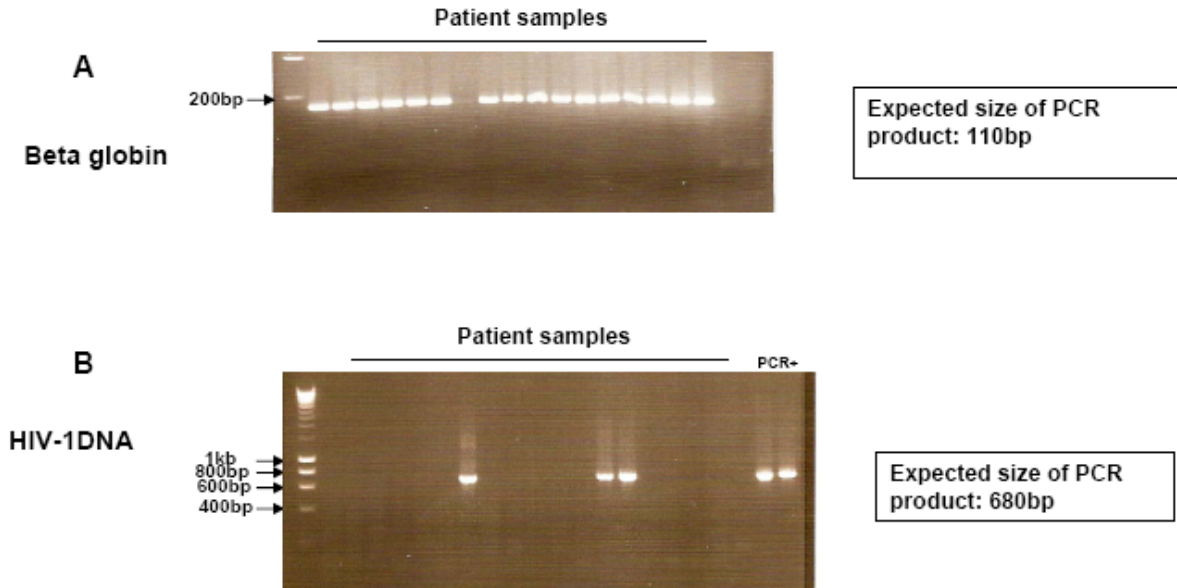 Patient samples
A
200bp
Beta globin
Expected size of PCR
product: 110bp
Patient samples
B
PCR+
HIV-1DNA
1kb
800bp
600bp
400bp
Expected size of PCR
product: 680bp